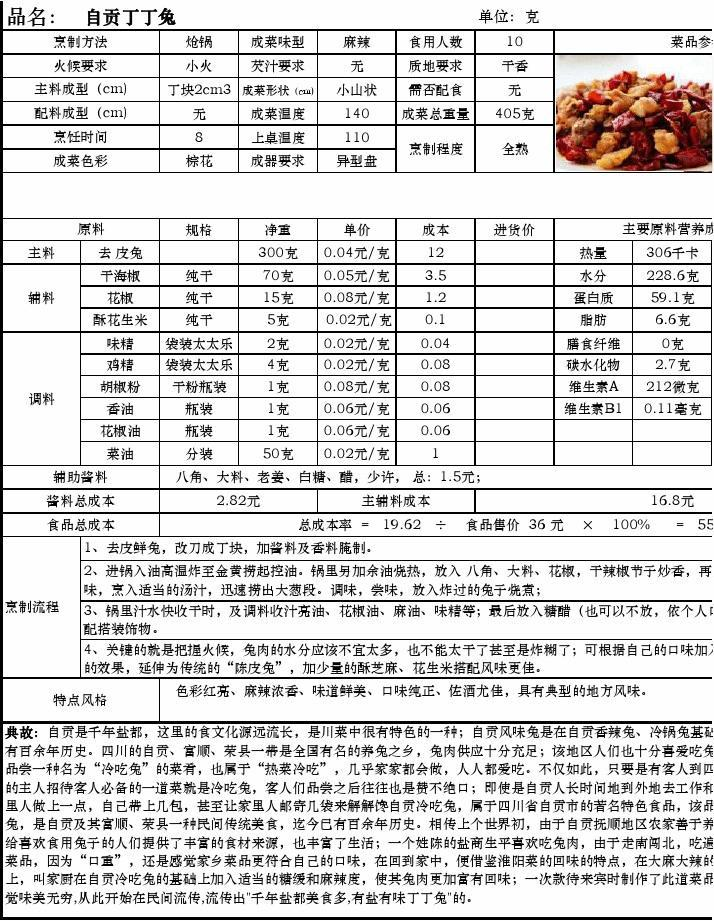 品名： 自贡丁丁兔 单位：克
烹制方法 炝锅 成菜味型 麻辣 食用人数 10 菜品参
火候要求 小火 芡汁要求 无 质地要求 干香
主料成型（cm） 丁块2cm3 成菜形状（cm） 小山状 需否配食 无
配料成型（cm） 无 成菜温度 140 成菜总重量 405克
烹饪时间 8 上桌温度 110 烹制程度 全熟
成菜色彩 棕花 成器要求 异型盘
原料 规格 净重 单价 成本 进货价 主要原料营养成
主料 去皮兔 300克 0.04元/克 12 热量 306千卡
辅料 干海椒 纯干 70克 0.05元/克 3.5 水分 228.6克
花椒 纯干 15克 0.08元/克 1.2 蛋白质 59.1克
酥花生米 纯干 5克 0.02元/克 0.1 脂肪 6.6克
调料 味精 袋装太太乐 2克 0.02元/克 0.04 膳食纤维 0克
鸡精 袋装太太乐 4克 0.02元/克 0.08 碳水化物 2.7克
胡椒粉 干粉瓶装 1克 0.08元/克 0.08 维生素A 212微克
香油 瓶装 1克 0.06元/克 0.06 维生素B1 0.11毫克
花椒油 瓶装 1克 0.06元/克 0.06
菜油 分装 50克 0.02元/克 1
辅助酱料 八角、大料、老姜、白糖、醋，少许，总：1.5元；
酱料总成本 2.82元 主辅料成本 16.8元
食品总成本 总成本率 = 19.62 ÷ 食品售价 36 元 × 100% = 55
烹制流程
1、去皮鲜兔，改刀成丁块，加酱料及香料腌制。
2、进锅入油高温炸至金黄捞起控油。锅里另加余油烧热，放入 八角、大料、花椒，干辣椒节子炒香，再
味，烹入适当的汤汁，迅速捞出大葱段。调味，尝味，放入炸过的兔子烧煮；
3、锅里汁水快收干时，及调料收汁亮油、花椒油、麻油、味精等；最后放入糖醋（也可以不放，依个人口
配搭装饰物。
4、关键的就是把握火候，兔肉的水分应该不宜太多，也不能太干了甚至是炸糊了；可根据自己的口味加入
的效果，延伸为传统的“陈皮兔”，加少量的酥芝麻、花生米搭配风味更佳。
特点风格 色彩红亮、麻辣浓香、味道鲜美、口味纯正、佐酒尤佳，具有典型的地方风味。
典故：自贡是千年盐都，这里的食文化源远流长，是川菜中很有特色的一种；自贡风味兔是在自贡香辣兔、冷锅兔基础
有百余年历史。四川的自贡、富顺、荣县一带是全国有名的养兔之乡，兔肉供应十分充足；该地区人们也十分喜爱吃兔
品尝一种名为“冷吃兔”的菜肴，也属于“热菜冷吃”，几乎家家都会做，人人都爱吃。不仅如此，只要是有客人到四
的主人招待客人必备的一道菜就是冷吃兔，客人们品尝之后往往也是赞不绝口；即使是自贡人长时间地到外地去工作和
里人做上一点，自己带上几包，甚至让家里人邮寄几袋来解解馋自贡冷吃兔，属于四川省自贡市的著名特色食品，该品
兔，是自贡及其富顺、荣县一种民间传统美食，迄今已有百余年历史。相传上个世界初，由于自贡抚顺地区农家善于养
给喜欢食用兔子的人们提供了丰富的食材来源，也丰富了生活；一个姓陈的盐商生平喜欢吃兔肉，由于走南闯北，吃遍
菜品，因为“口重”，还是感觉家乡菜品更符合自己的口味，在回到家中，便借鉴淮阳菜的回味的特点，在大麻大辣的
上，叫家厨在自贡冷吃兔的基础上加入适当的糖缓和麻辣度，使其兔肉更加富有回味；一次款待来宾时制作了此道菜品
觉味美无穷,从此开始在民间流传,流传出"千年盐都美食多,有盐有味丁丁兔"的。